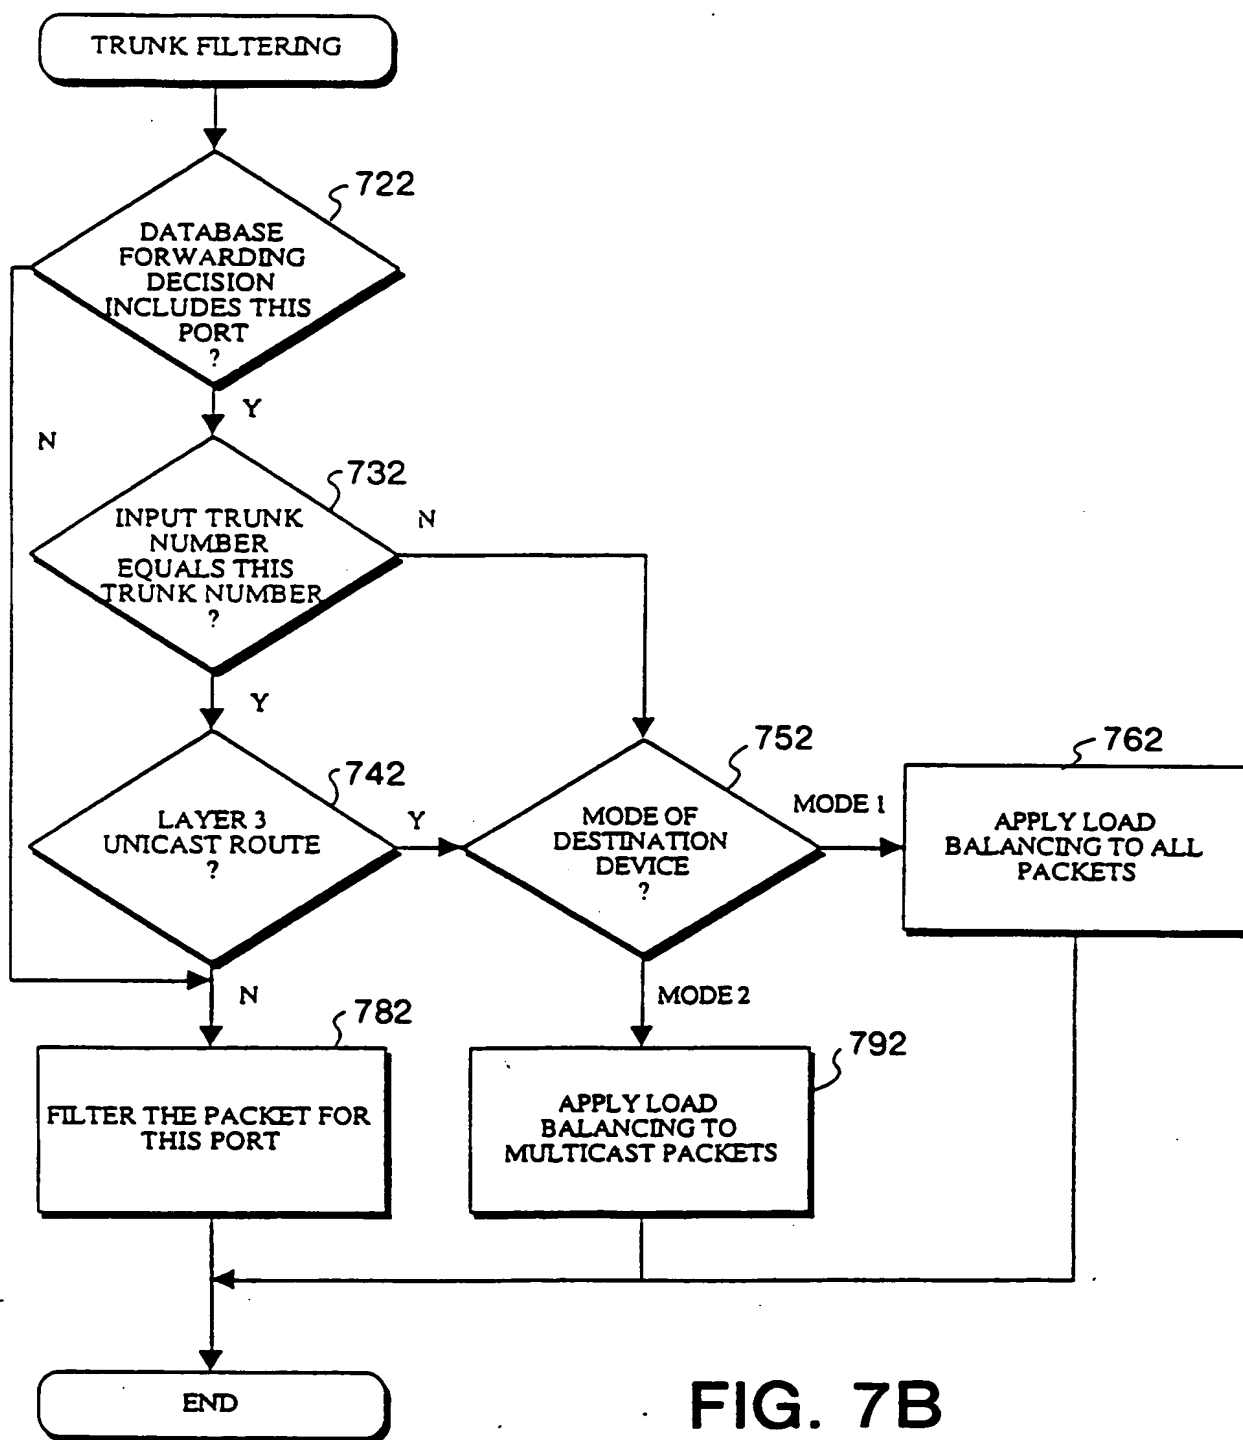 TRUNK FILTERING
722
DATABASE
FORWARDING
DECISION
INCLUDES THIS
PORT
?
Y
N
732
INPUT TRUNK
NUMBER
EQUALS THIS
TRUNK NUMBER
?
N
Y
742
LAYER 3
UNICAST ROUTE
?
Y
N
752
MODE OF
DESTINATION
DEVICE
?
MODE 1
MODE 2
762
APPLY LOAD
BALANCING TO ALL
PACKETS
782
FILTER THE PACKET FOR
THIS PORT
792
APPLY LOAD
BALANCING TO
MULTICAST PACKETS
END
FIG. 7B